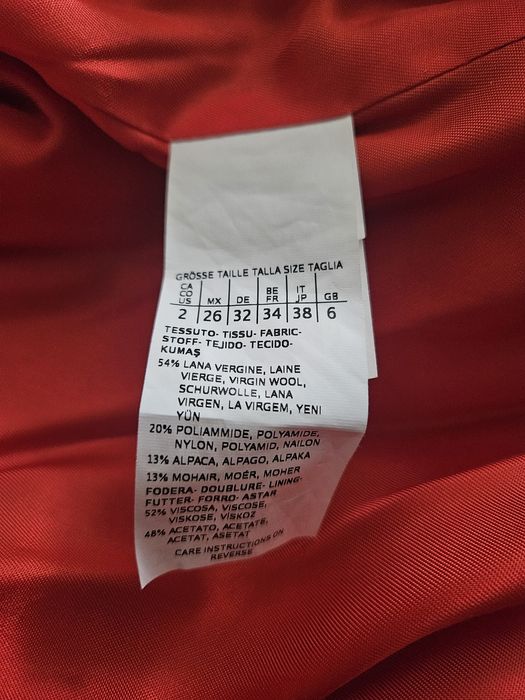 GRÖSSE TAILLE TALLA SIZE TAGLIA
CA CO US MX DE BE FR IT JP GB
2 26 32 34 38 6
TESSUTO- TISSU- FABRIC-
STOFF- TEJIDO- TECIDO-
KUMAŞ
54% LANA VERGINE, LAINE
VIERGE, VIRGIN WOOL,
SCHURWOLLE, LANA
VIRGEN, LA VIRGEM, YENI
YÜN
20% POLIAMMIDE, POLYAMIDE,
NYLON, POLYAMID, NAILON
13% ALPACA, ALPAGO, ALPAKA
13% MOHAIR, MOÉR, MOHER
FODERA- DOUBLURE- LINING-
FUTTER- FORRO- ASTAR
52% VISCOSA, VISCOSE,
VISKOSE, VİSKOZ
48% ACETATO, ACETATE,
ACETAT, ASETAT
CARE INSTRUCTIONS ON
REVERSE